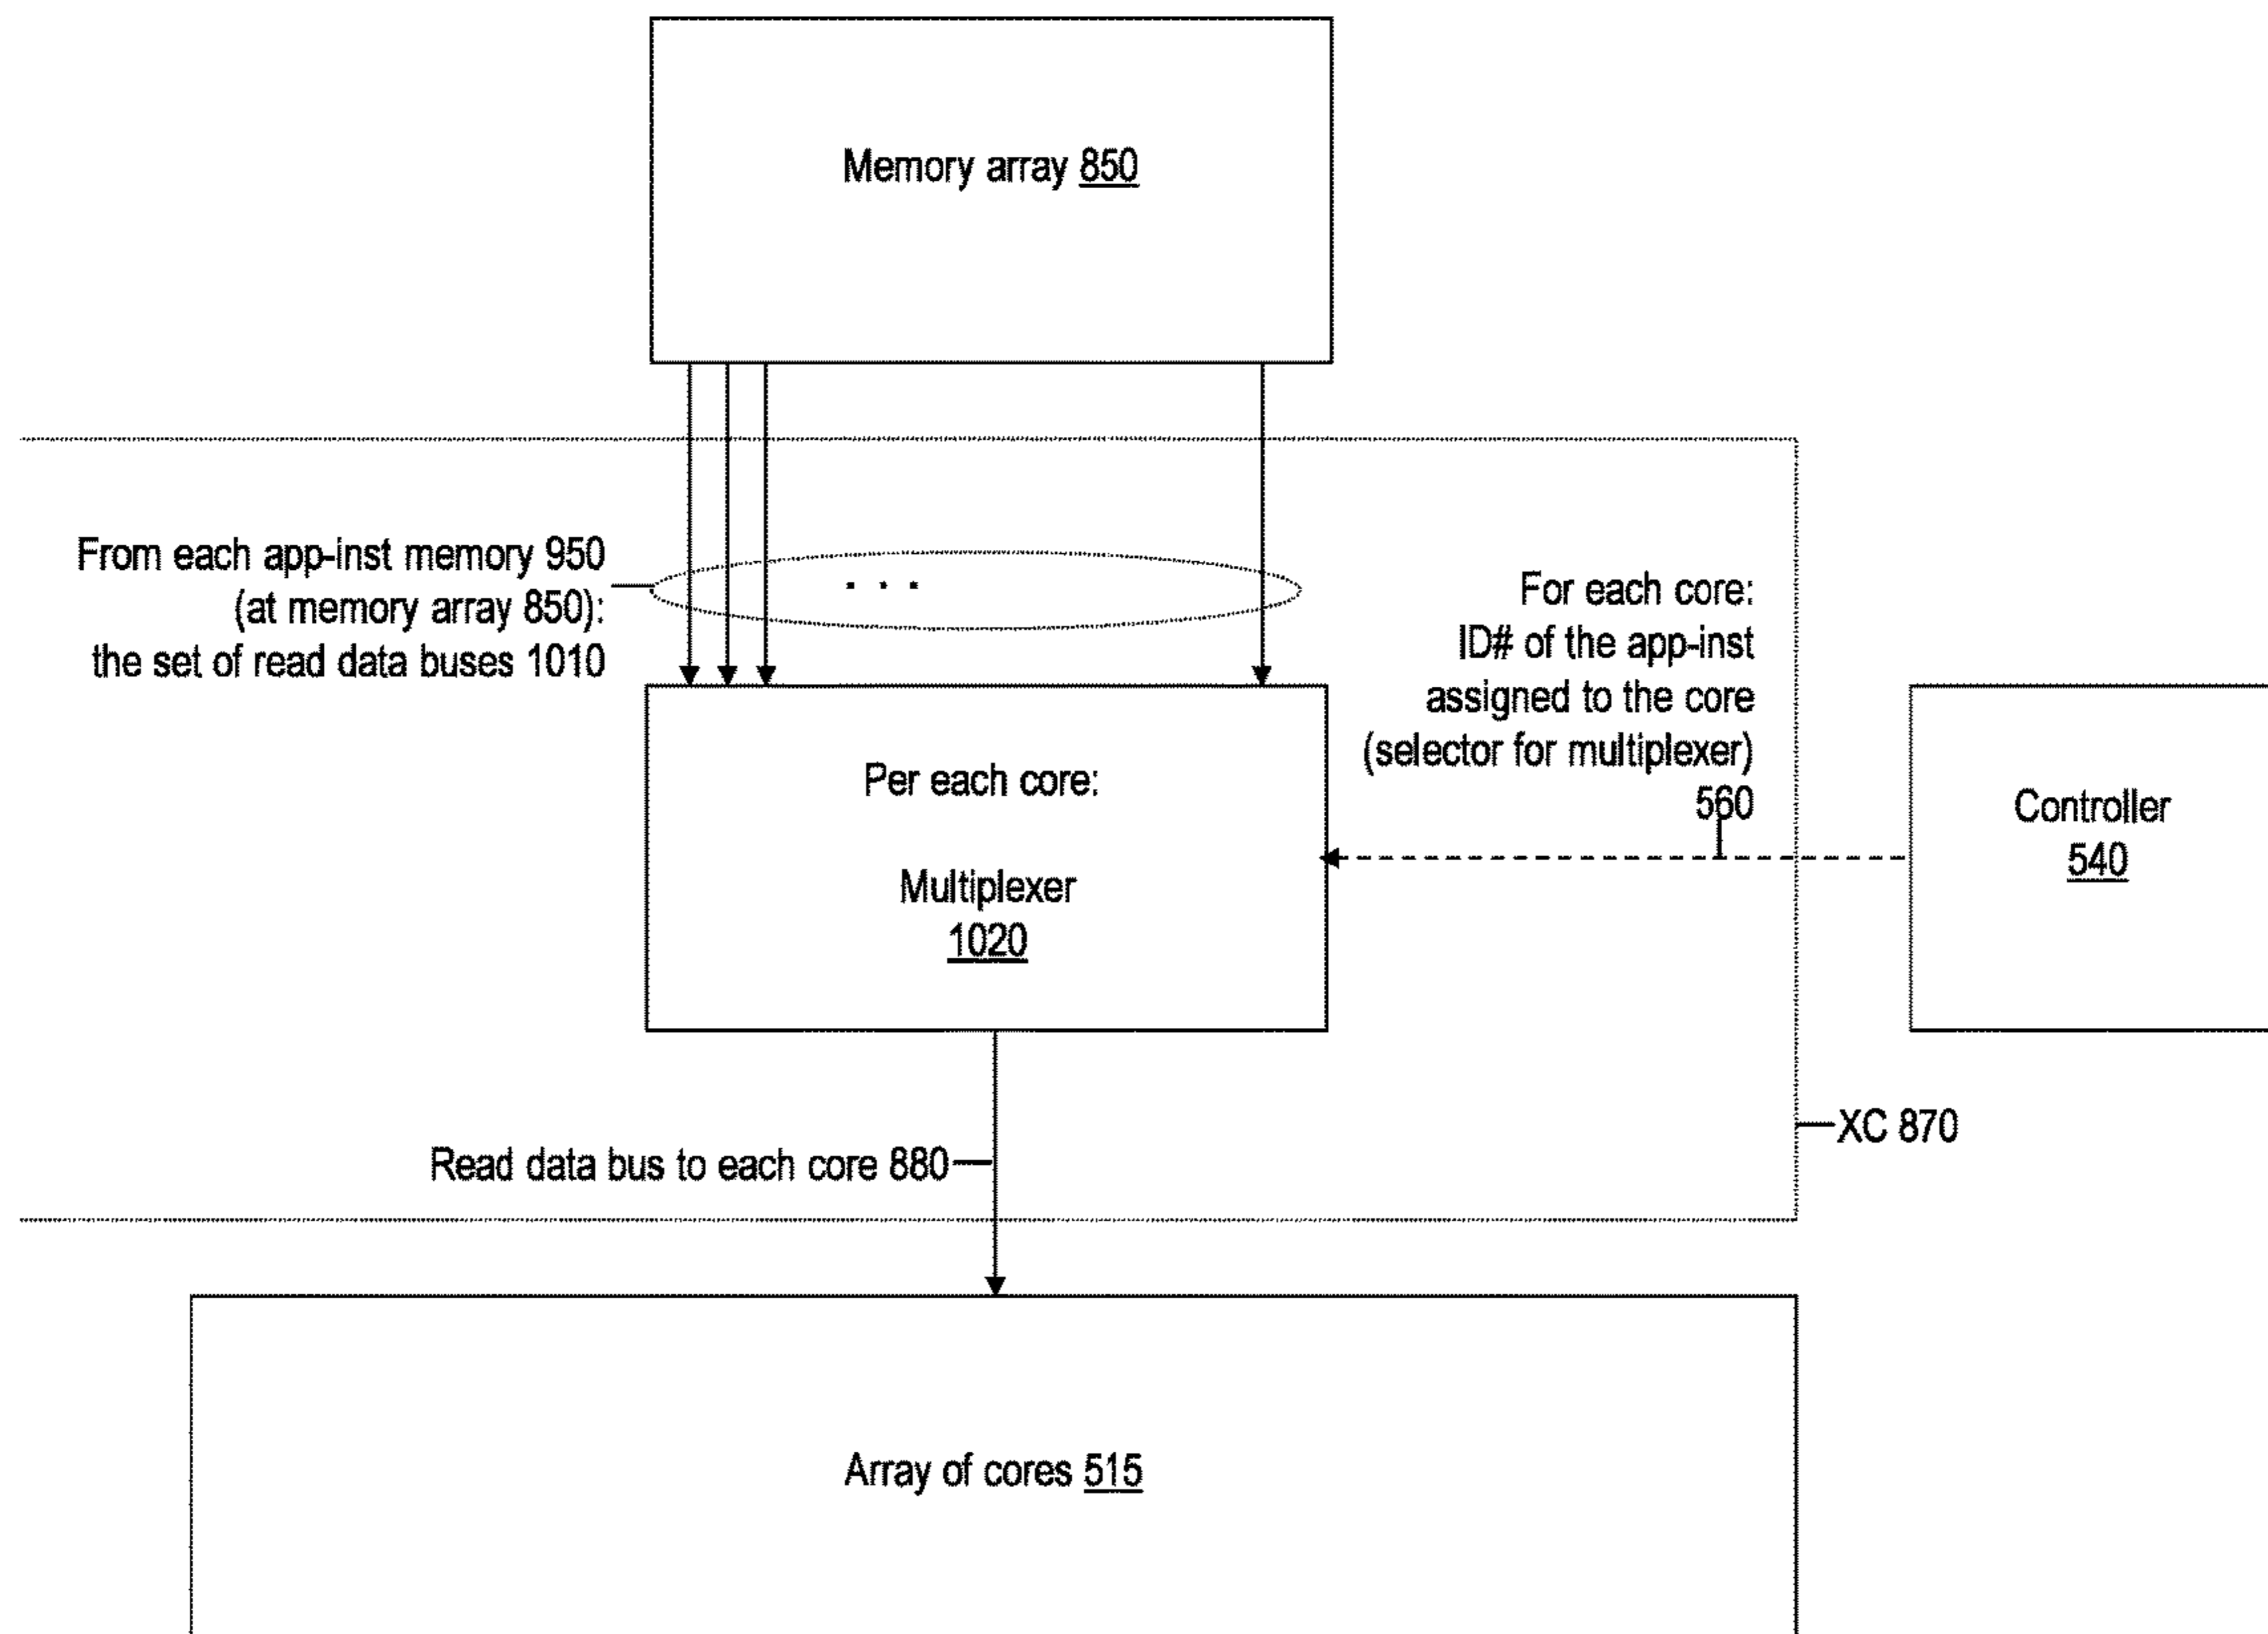 Memory array 850
From each app-inst memory 950
(at memory array 850):
the set of read data buses 1010
. . .
For each core:
ID# of the app-inst
assigned to the core
(selector for multiplexer)
560
Per each core:
Multiplexer
1020
Controller
540
XC 870
Read data bus to each core 880
Array of cores 515